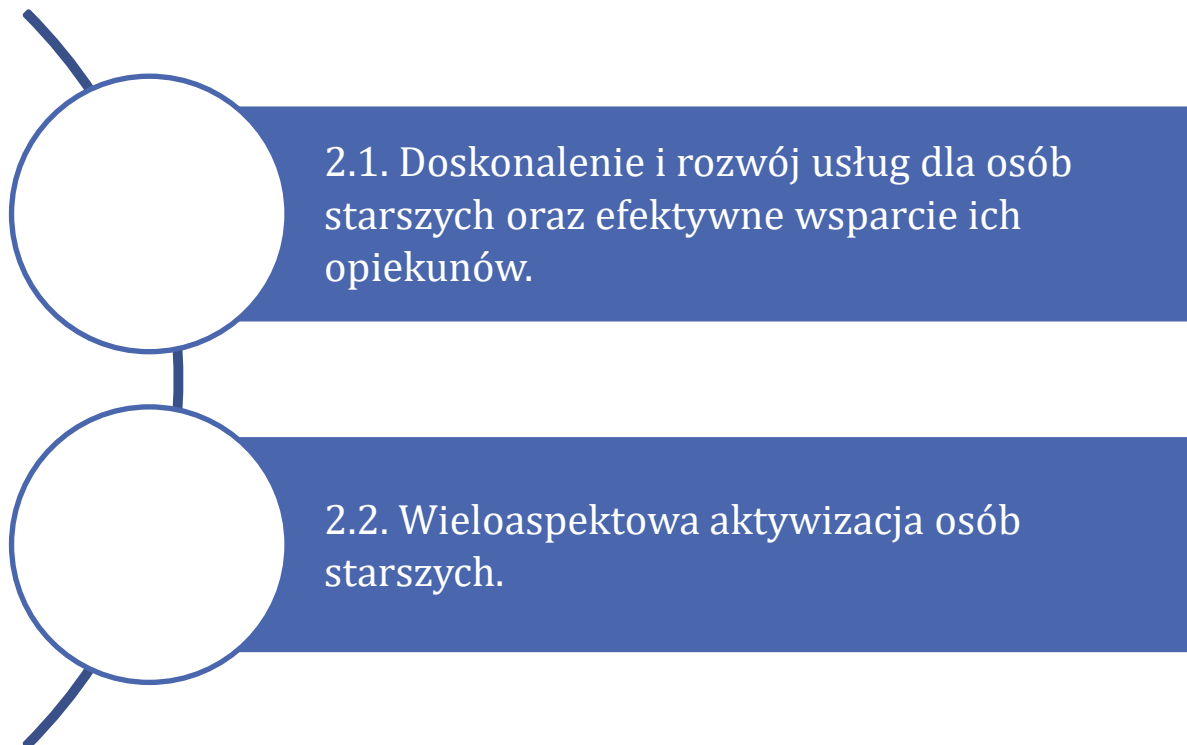 2.1. Doskonalenie i rozwój usług dla osób
starszych oraz efektywne wsparcie ich
opiekunów.
2.2. Wieloaspektowa aktywizacja osób
starszych.